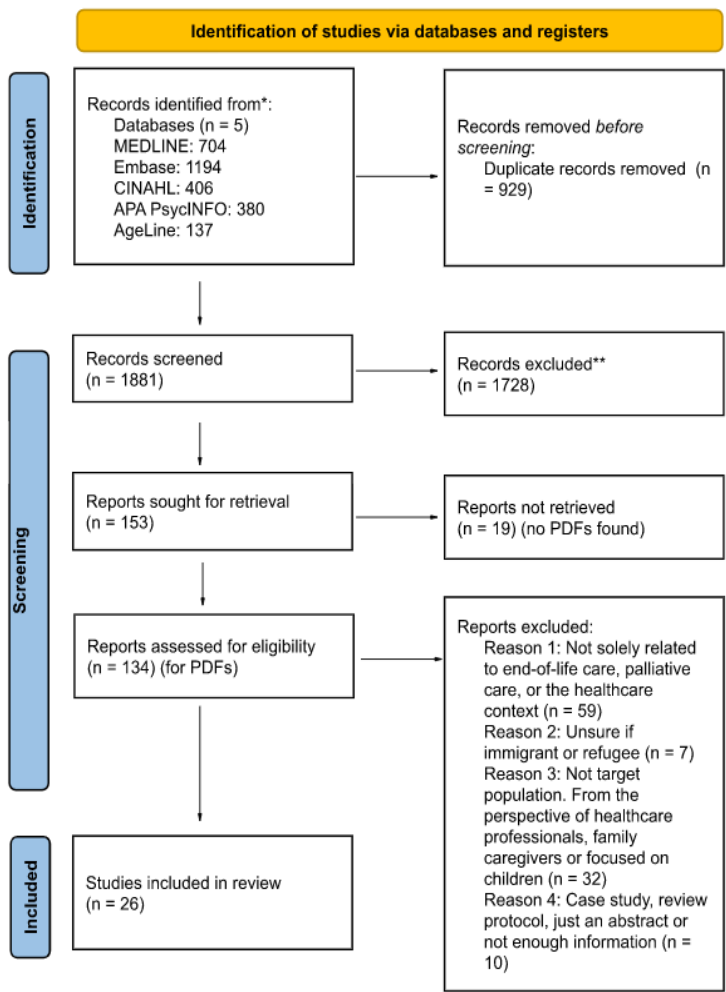 Identification of studies via databases and registers
Identification
Records identified from*:
Databases (n = 5)
MEDLINE: 704
Embase: 1194
CINAHL: 406
APA PsycINFO: 380
AgeLine: 137
Records removed before
screening:
Duplicate records removed (n
= 929)
Screening
Records screened
(n = 1881)
Records excluded**
(n = 1728)
Reports sought for retrieval
(n = 153)
Reports not retrieved
(n = 19) (no PDFs found)
Reports assessed for eligibility
(n = 134) (for PDFs)
Reports excluded:
Reason 1: Not solely related
to end-of-life care, palliative
care, or the healthcare
context (n = 59)
Reason 2: Unsure if
immigrant or refugee (n = 7)
Reason 3: Not target
population. From the
perspective of healthcare
professionals, family
caregivers or focused on
children (n = 32)
Reason 4: Case study, review
protocol, just an abstract or
not enough information (n =
10)
Included
Studies included in review
(n = 26)